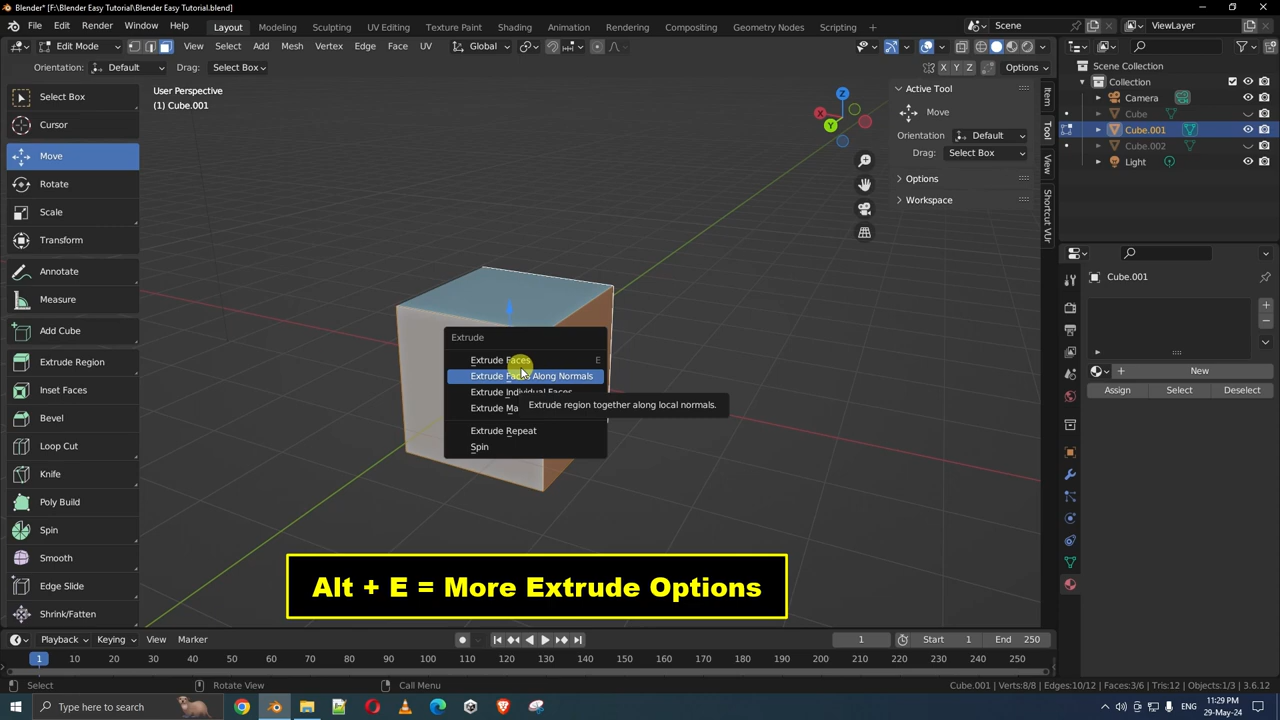 Blender* [F:\Blender Easy Tutorial\Blender Easy Tutorial.blend]
File Edit Render Window Help Layout Modeling Sculpting UV Editing Texture Paint Shading Animation Rendering Compositing Geometry Nodes Scripting Scene ViewLayer
Edit Mode View Select Add Mesh Vertex Edge Face UV Global
Orientation: Default Drag: Select Box X Y Z Options
User Perspective
(1) Cube.001
Select Box
Cursor
Move
Rotate
Scale
Transform
Annotate
Measure
Add Cube
Extrude Region
Inset Faces
Bevel
Loop Cut
Knife
Poly Build
Spin
Smooth
Edge Slide
Shrink/Fatten
Z
X
Y
Active Tool
Move
Orientation Default
Drag: Select Box
Options
Workspace
Item
Tool
View
Shortcut VUr
Scene Collection
Collection
Camera
Cube
Cube.001
Cube.002
Light
Cube.001
New
Assign Select Deselect
Extrude
Extrude Faces E
Extrude Faces Along Normals
Extrude Individual Faces
Extrude Ma
Extrude region together along local normals.
Extrude Repeat
Spin
Alt + E = More Extrude Options
Playback Keying View Marker 1 Start 1 End 250
1 10 20 30 40 50 60 70 80 90 100 110 120 130 140 150 160 170 180 190 200 210 220 230 240 250
Select Rotate View Call Menu Cube.001 | Verts:8/8 | Edges:10/12 | Faces:3/6 | Tris:12 | Objects:1/3 | 3.6.12
Type here to search ENG 11:29 PM
29-May-24